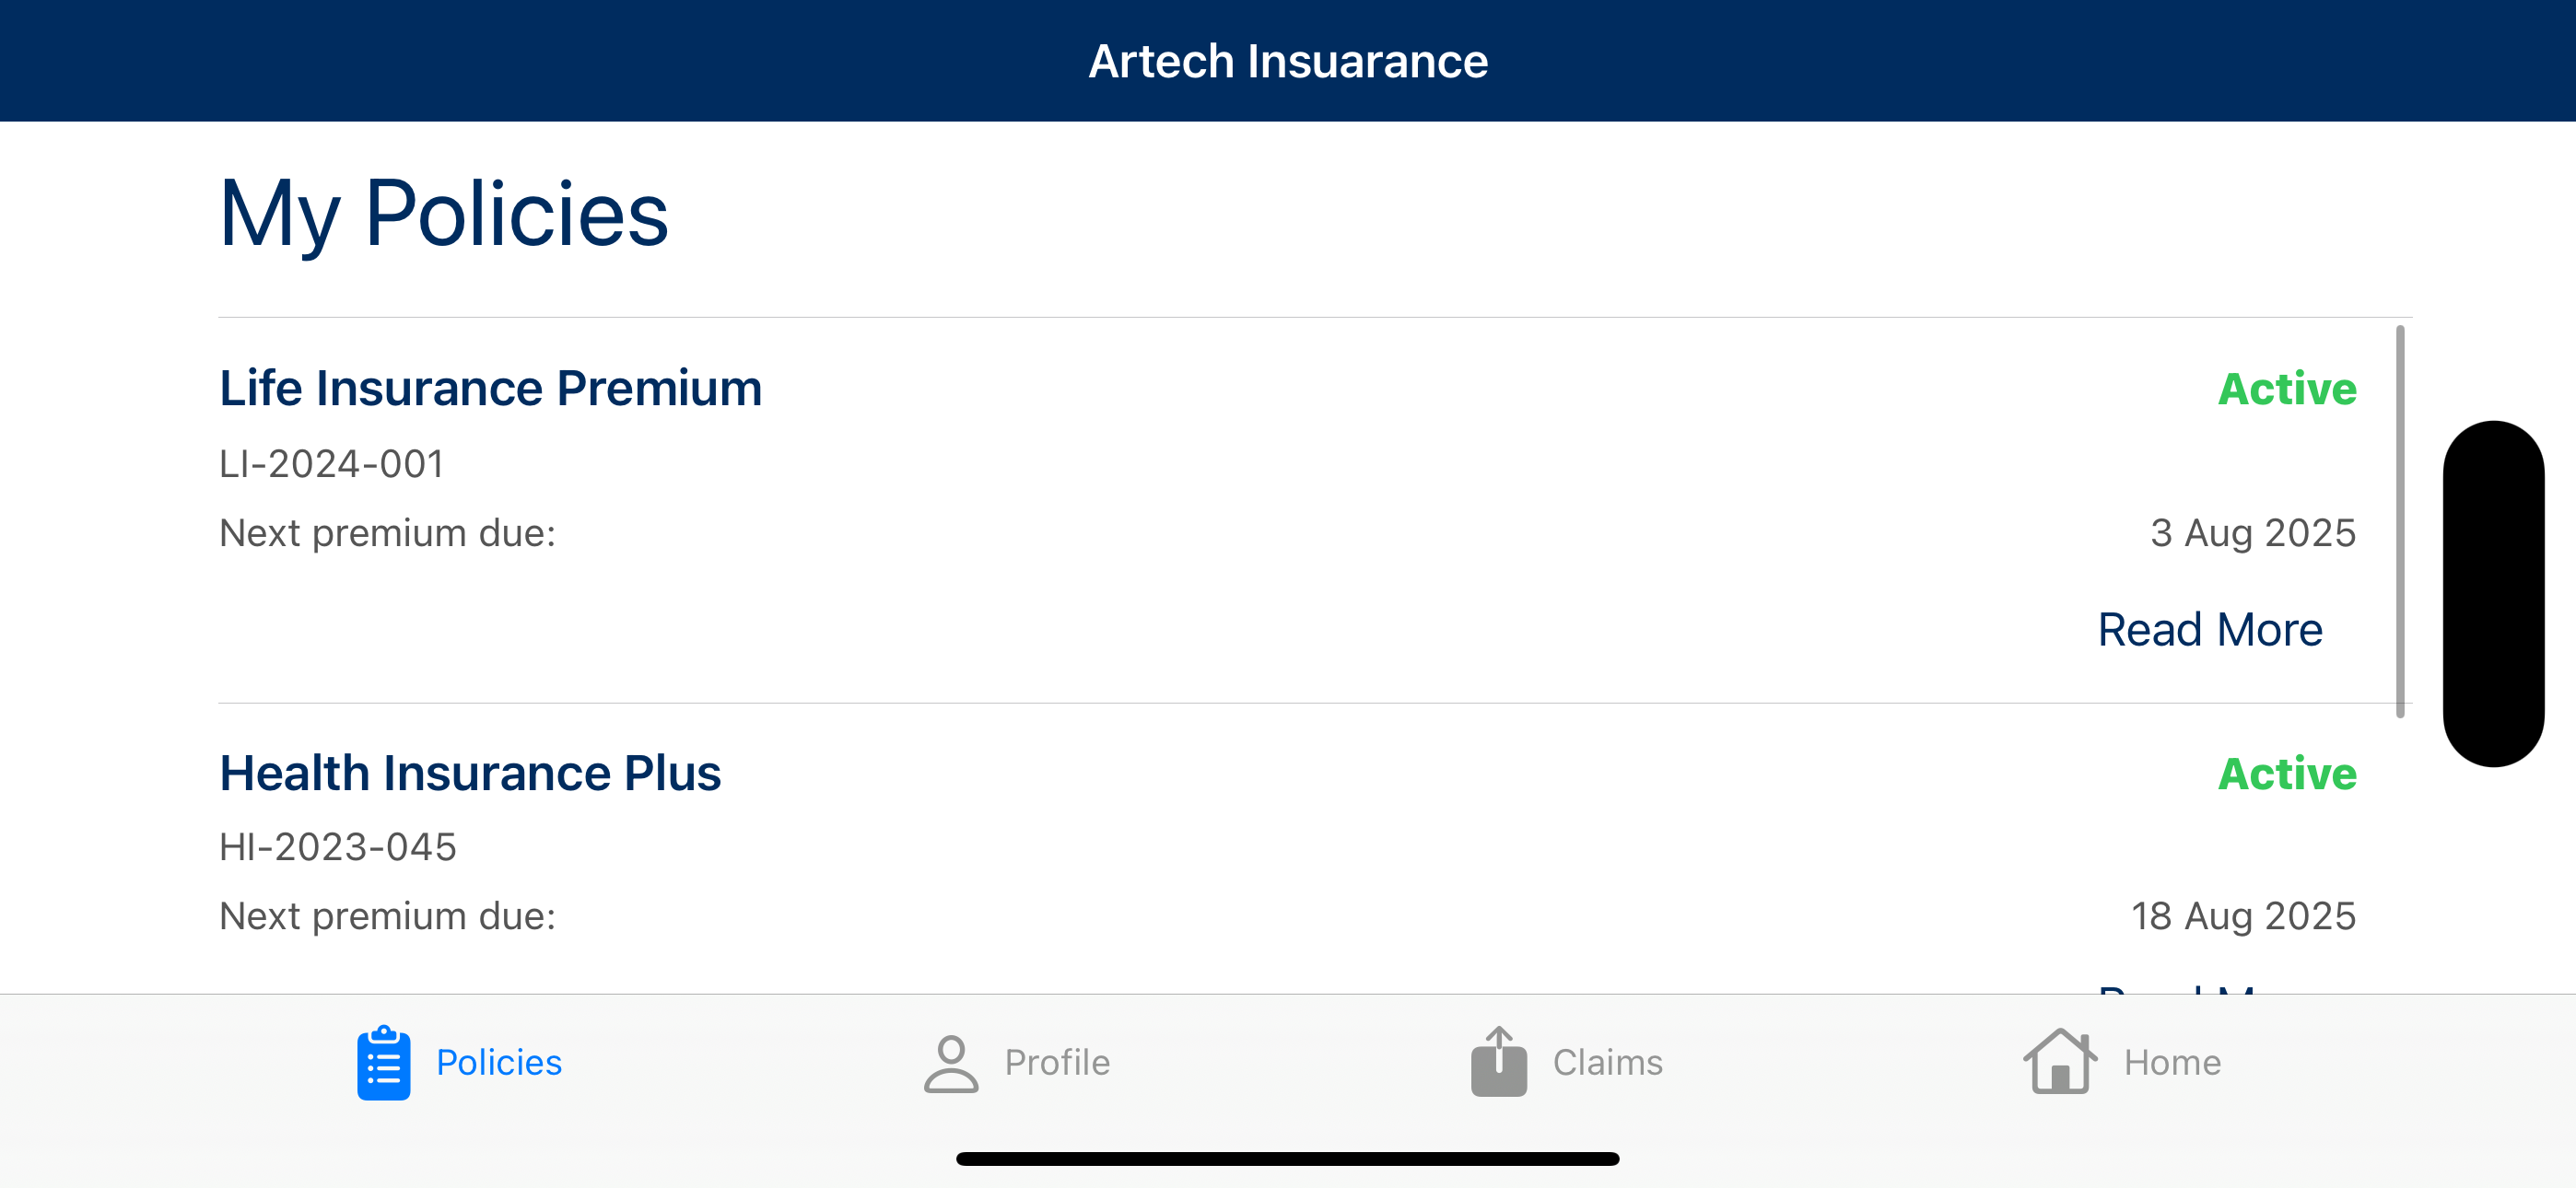 Artech Insuarance
My Policies
Life Insurance Premium Active
LI-2024-001
Next premium due: 3 Aug 2025
Read More
Health Insurance Plus Active
HI-2023-045
Next premium due: 18 Aug 2025
Policies Profile Claims Home